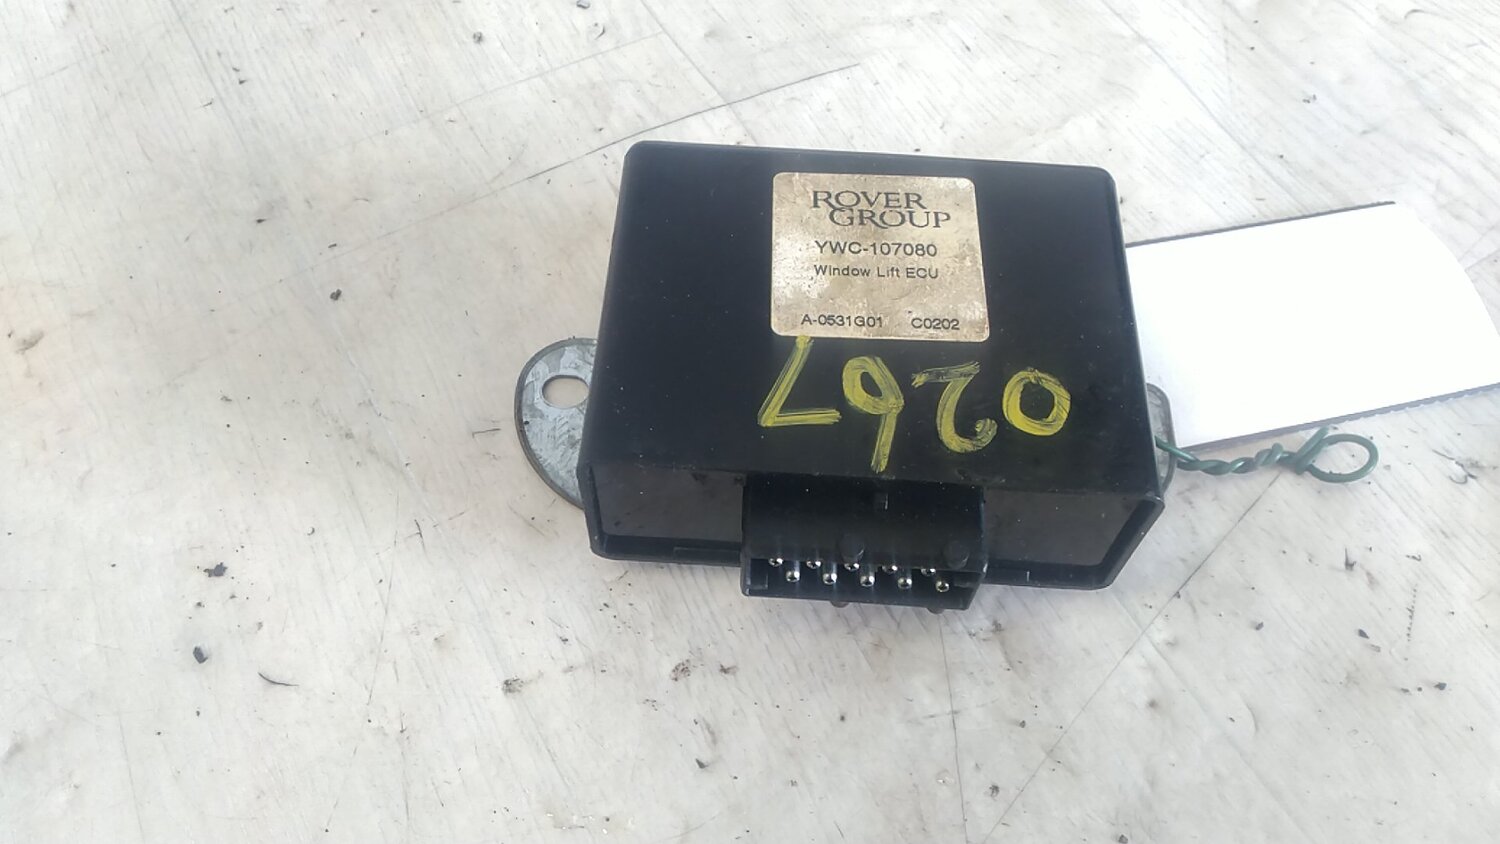 ROVER
GROUP
YWC-107080
Window Lift ECU
A-0531G01 C0202
0267